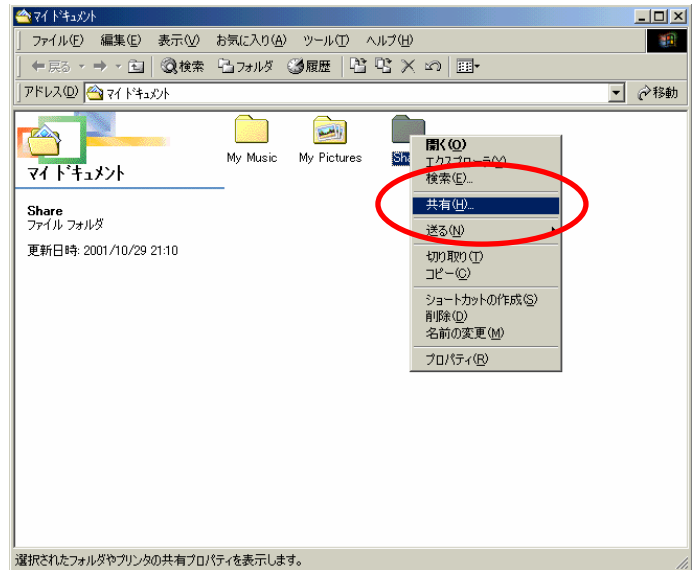 マイ ドキュメント
ファイル(F) 編集(E) 表示(V) お気に入り(A) ツール(T) ヘルプ(H)
戻る 検索 フォルダ 履歴
アドレス(D) マイ ドキュメント 移動
マイ ドキュメント
Share
ファイル フォルダ
更新日時: 2001/10/29 21:10
My Music My Pictures
開く(O)
エクスプローラ(X)
検索(E)...
共有(H)...
送る(N)
切り取り(T)
コピー(C)
ショートカットの作成(S)
削除(D)
名前の変更(M)
プロパティ(R)
選択されたフォルダやプリンタの共有プロパティを表示します。